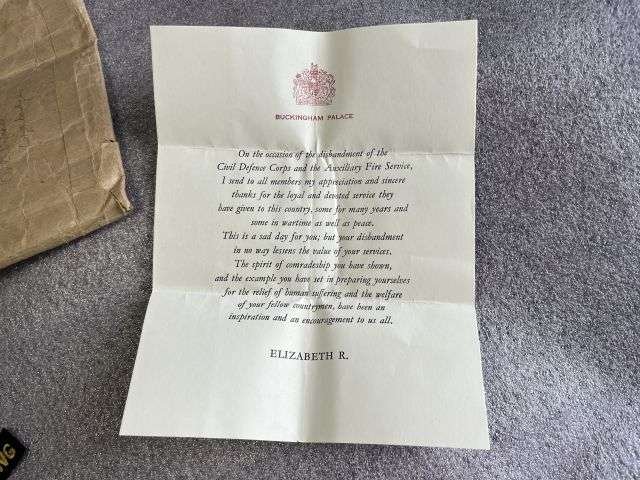 BUCKINGHAM PALACE
On the occasion of the disbandment of the
Civil Defence Corps and the Auxiliary Fire Service,
I send to all members my appreciation and sincere
thanks for the loyal and devoted service they
have given to this country, some for many years and
some in wartime as well as peace.
This is a sad day for you; but your disbandment
in no way lessens the value of your services.
The spirit of comradeship you have shown,
and the example you have set in preparing yourselves
for the relief of human suffering and the welfare
of your fellow countrymen, have been an
inspiration and an encouragement to us all.
ELIZABETH R.